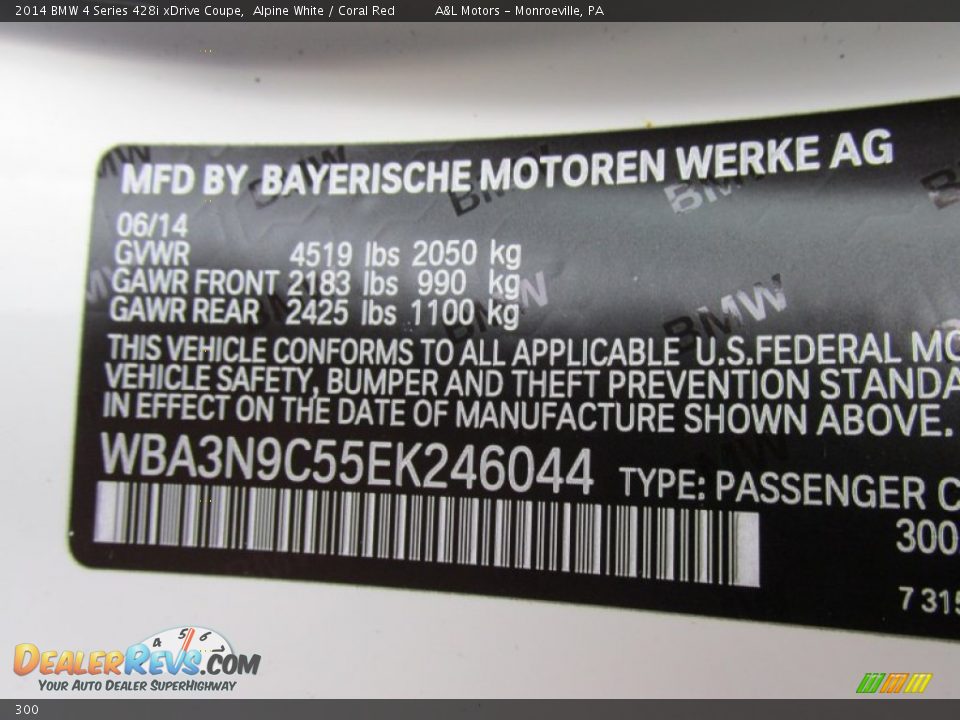 2014 BMW 4 Series 428i xDrive Coupe, Alpine White / Coral Red A&L Motors - Monroeville, PA
MFD BY BAYERISCHE MOTOREN WERKE AG
06/14
GVWR 4519 lbs 2050 kg
GAWR FRONT 2183 lbs 990 kg
GAWR REAR 2425 lbs 1100 kg
THIS VEHICLE CONFORMS TO ALL APPLICABLE U.S.FEDERAL MO
VEHICLE SAFETY, BUMPER AND THEFT PREVENTION STANDA
IN EFFECT ON THE DATE OF MANUFACTURE SHOWN ABOVE.
WBA3N9C55EK246044 TYPE: PASSENGER C
300
7 315
4 5 6 7
DEALERREVS.COM
YOUR AUTO DEALER SUPERHIGHWAY
300